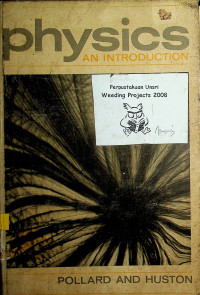 physics
AN INTRODUCTION
Perpustakaan Unsri
Weeding Projects 2008
POLLARD AND HUSTON